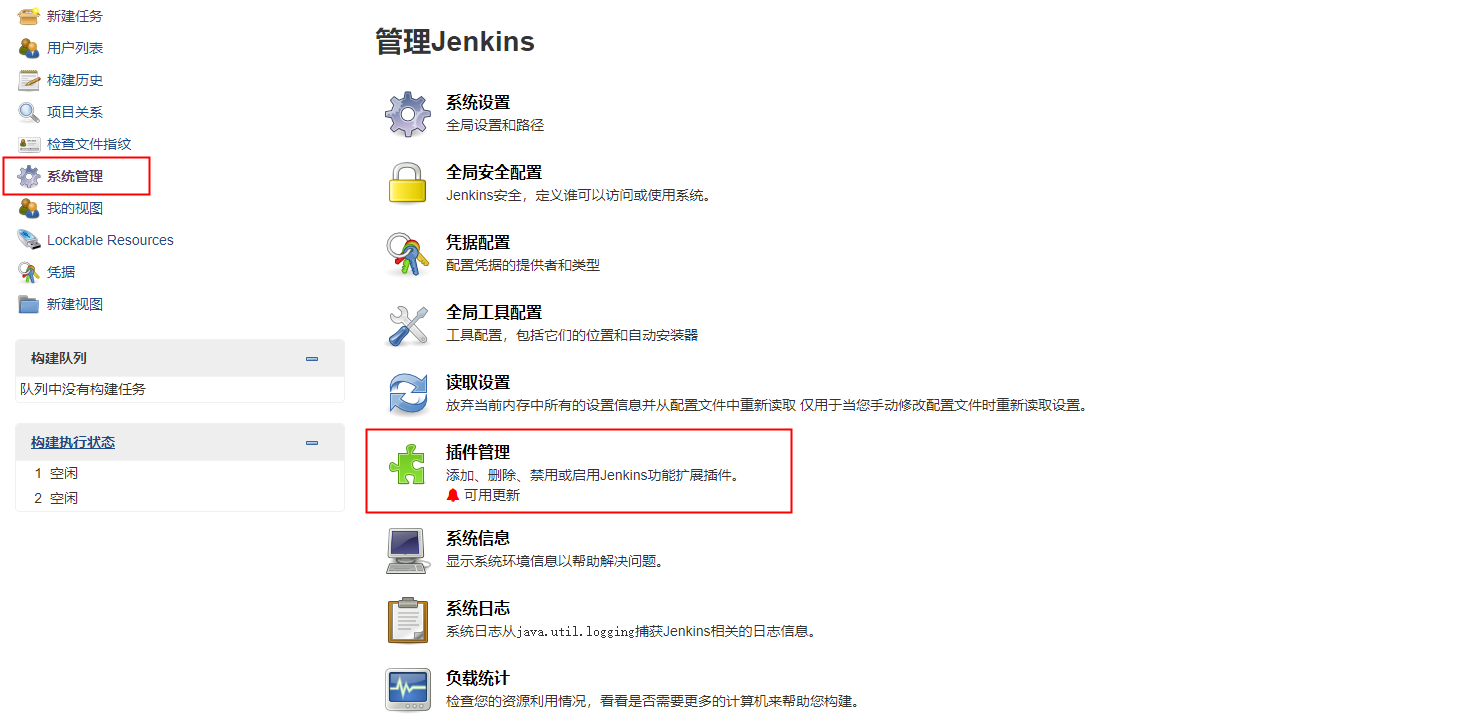 新建任务
用户列表
构建历史
项目关系
检查文件指纹
系统管理
我的视图
Lockable Resources
凭据
新建视图
构建队列
队列中没有构建任务
构建执行状态
1 空闲
2 空闲
管理Jenkins
系统设置
全局设置和路径
全局安全配置
Jenkins安全，定义谁可以访问或使用系统。
凭据配置
配置凭据的提供者和类型
全局工具配置
工具配置，包括它们的位置和自动安装器
读取设置
放弃当前内存中所有的设置信息并从配置文件中重新读取 仅用于当您手动修改配置文件时重新读取设置。
插件管理
添加、删除、禁用或启用Jenkins功能扩展插件。
可用更新
系统信息
显示系统环境信息以帮助解决问题。
系统日志
系统日志从java.util.logging捕获Jenkins相关的日志信息。
负载统计
检查您的资源利用情况，看看是否需要更多的计算机来帮助您构建。